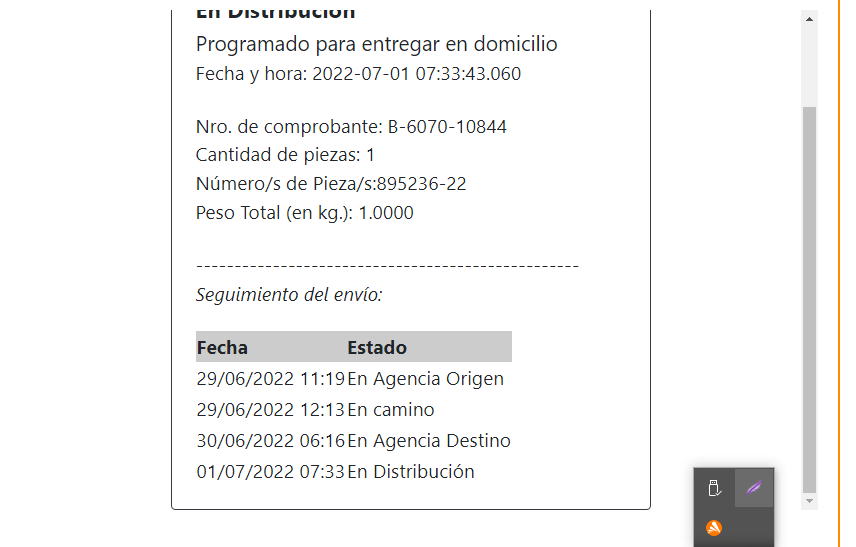 En Distribución
Programado para entregar en domicilio
Fecha y hora: 2022-07-01 07:33:43.060
Nro. de comprobante: B-6070-10844
Cantidad de piezas: 1
Número/s de Pieza/s:895236-22
Peso Total (en kg.): 1.0000
--------------------------------------------------
Seguimiento del envío:
Fecha Estado
29/06/2022 11:19 En Agencia Origen
29/06/2022 12:13 En camino
30/06/2022 06:16 En Agencia Destino
01/07/2022 07:33 En Distribución